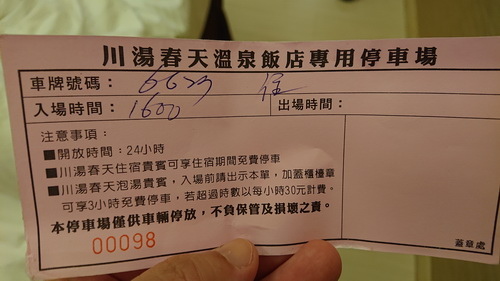 川湯春天溫泉飯店專用停車場
車牌號碼： 6623 住
入場時間： 1600 出場時間：
注意事項：
■開放時間：24小時
■川湯春天住宿貴賓可享住宿期間免費停車
■川湯春天泡湯貴賓，入場前請出示本單，加蓋櫃檯章
可享3小時免費停車，若超過時數以每小時30元計費。
本停車場僅供車輛停放，不負保管及損壞之責。
00098
蓋章處